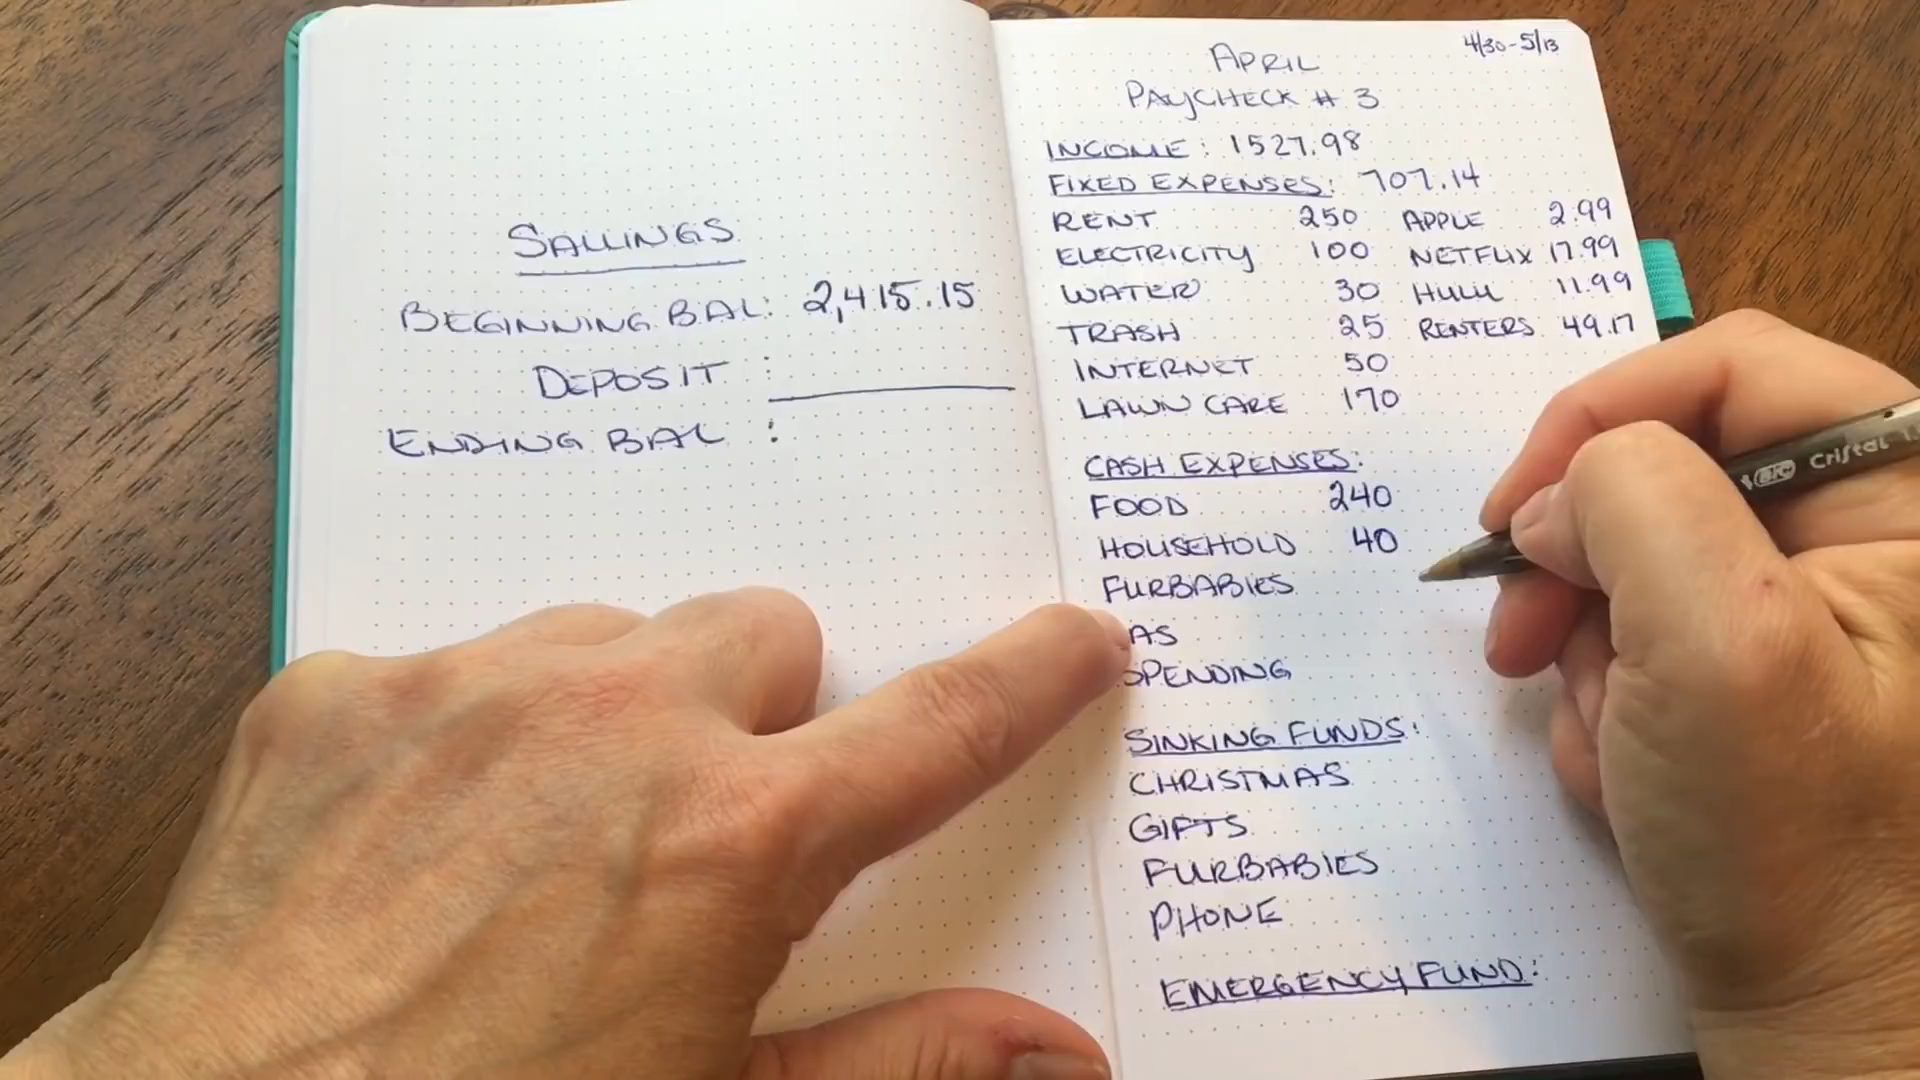 SAVINGS
BEGINNING BAL: 2,415.15
DEPOSIT :
ENDING BAL :
4/30-5/13
APRIL
PAYCHECK # 3
INCOME: 1527.98
FIXED EXPENSES: 707.14
RENT 250 APPLE 2.99
ELECTRICITY 100 NETFLIX 17.99
WATER 30 HULU 11.99
TRASH 25 RENTERS 49.17
INTERNET 50
LAWN CARE 170
CASH EXPENSES:
FOOD 240
HOUSEHOLD 40
FURBABIES
AS
SPENDING
SINKING FUNDS:
CHRISTMAS
GIFTS
FURBABIES
PHONE
EMERGENCY FUND:
BIC Cristal